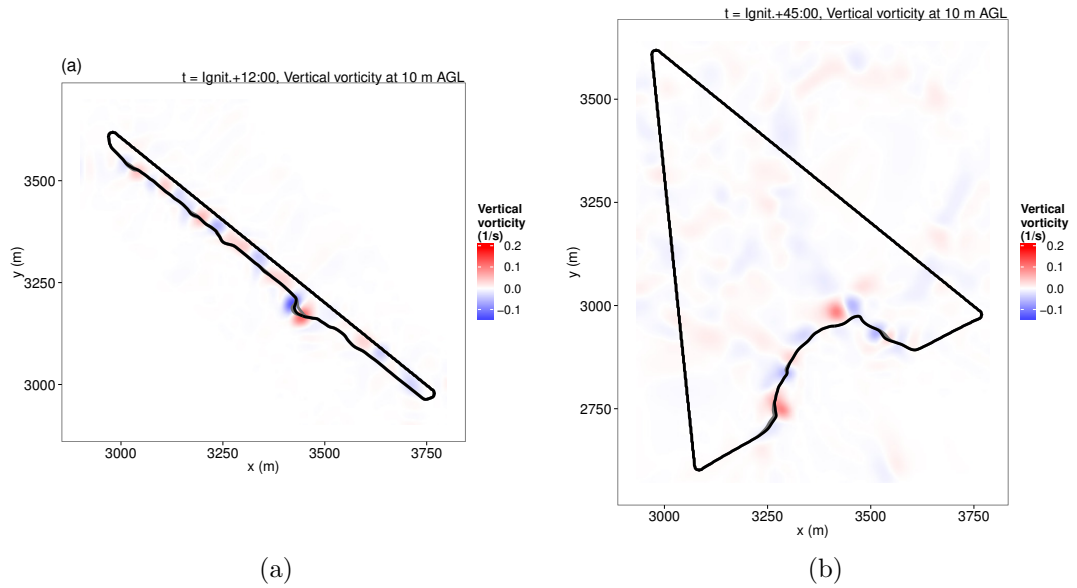 (a)
t = Ignit.+12:00, Vertical vorticity at 10 m AGL
3500
3250
3000
y (m)
3000 3250 3500 3750
x (m)
Vertical
vorticity
(1/s)
0.2
0.1
0.0
−0.1
(a)
t = Ignit.+45:00, Vertical vorticity at 10 m AGL
3500
3250
3000
2750
y (m)
3000 3250 3500 3750
x (m)
Vertical
vorticity
(1/s)
0.2
0.1
0.0
−0.1
(b)